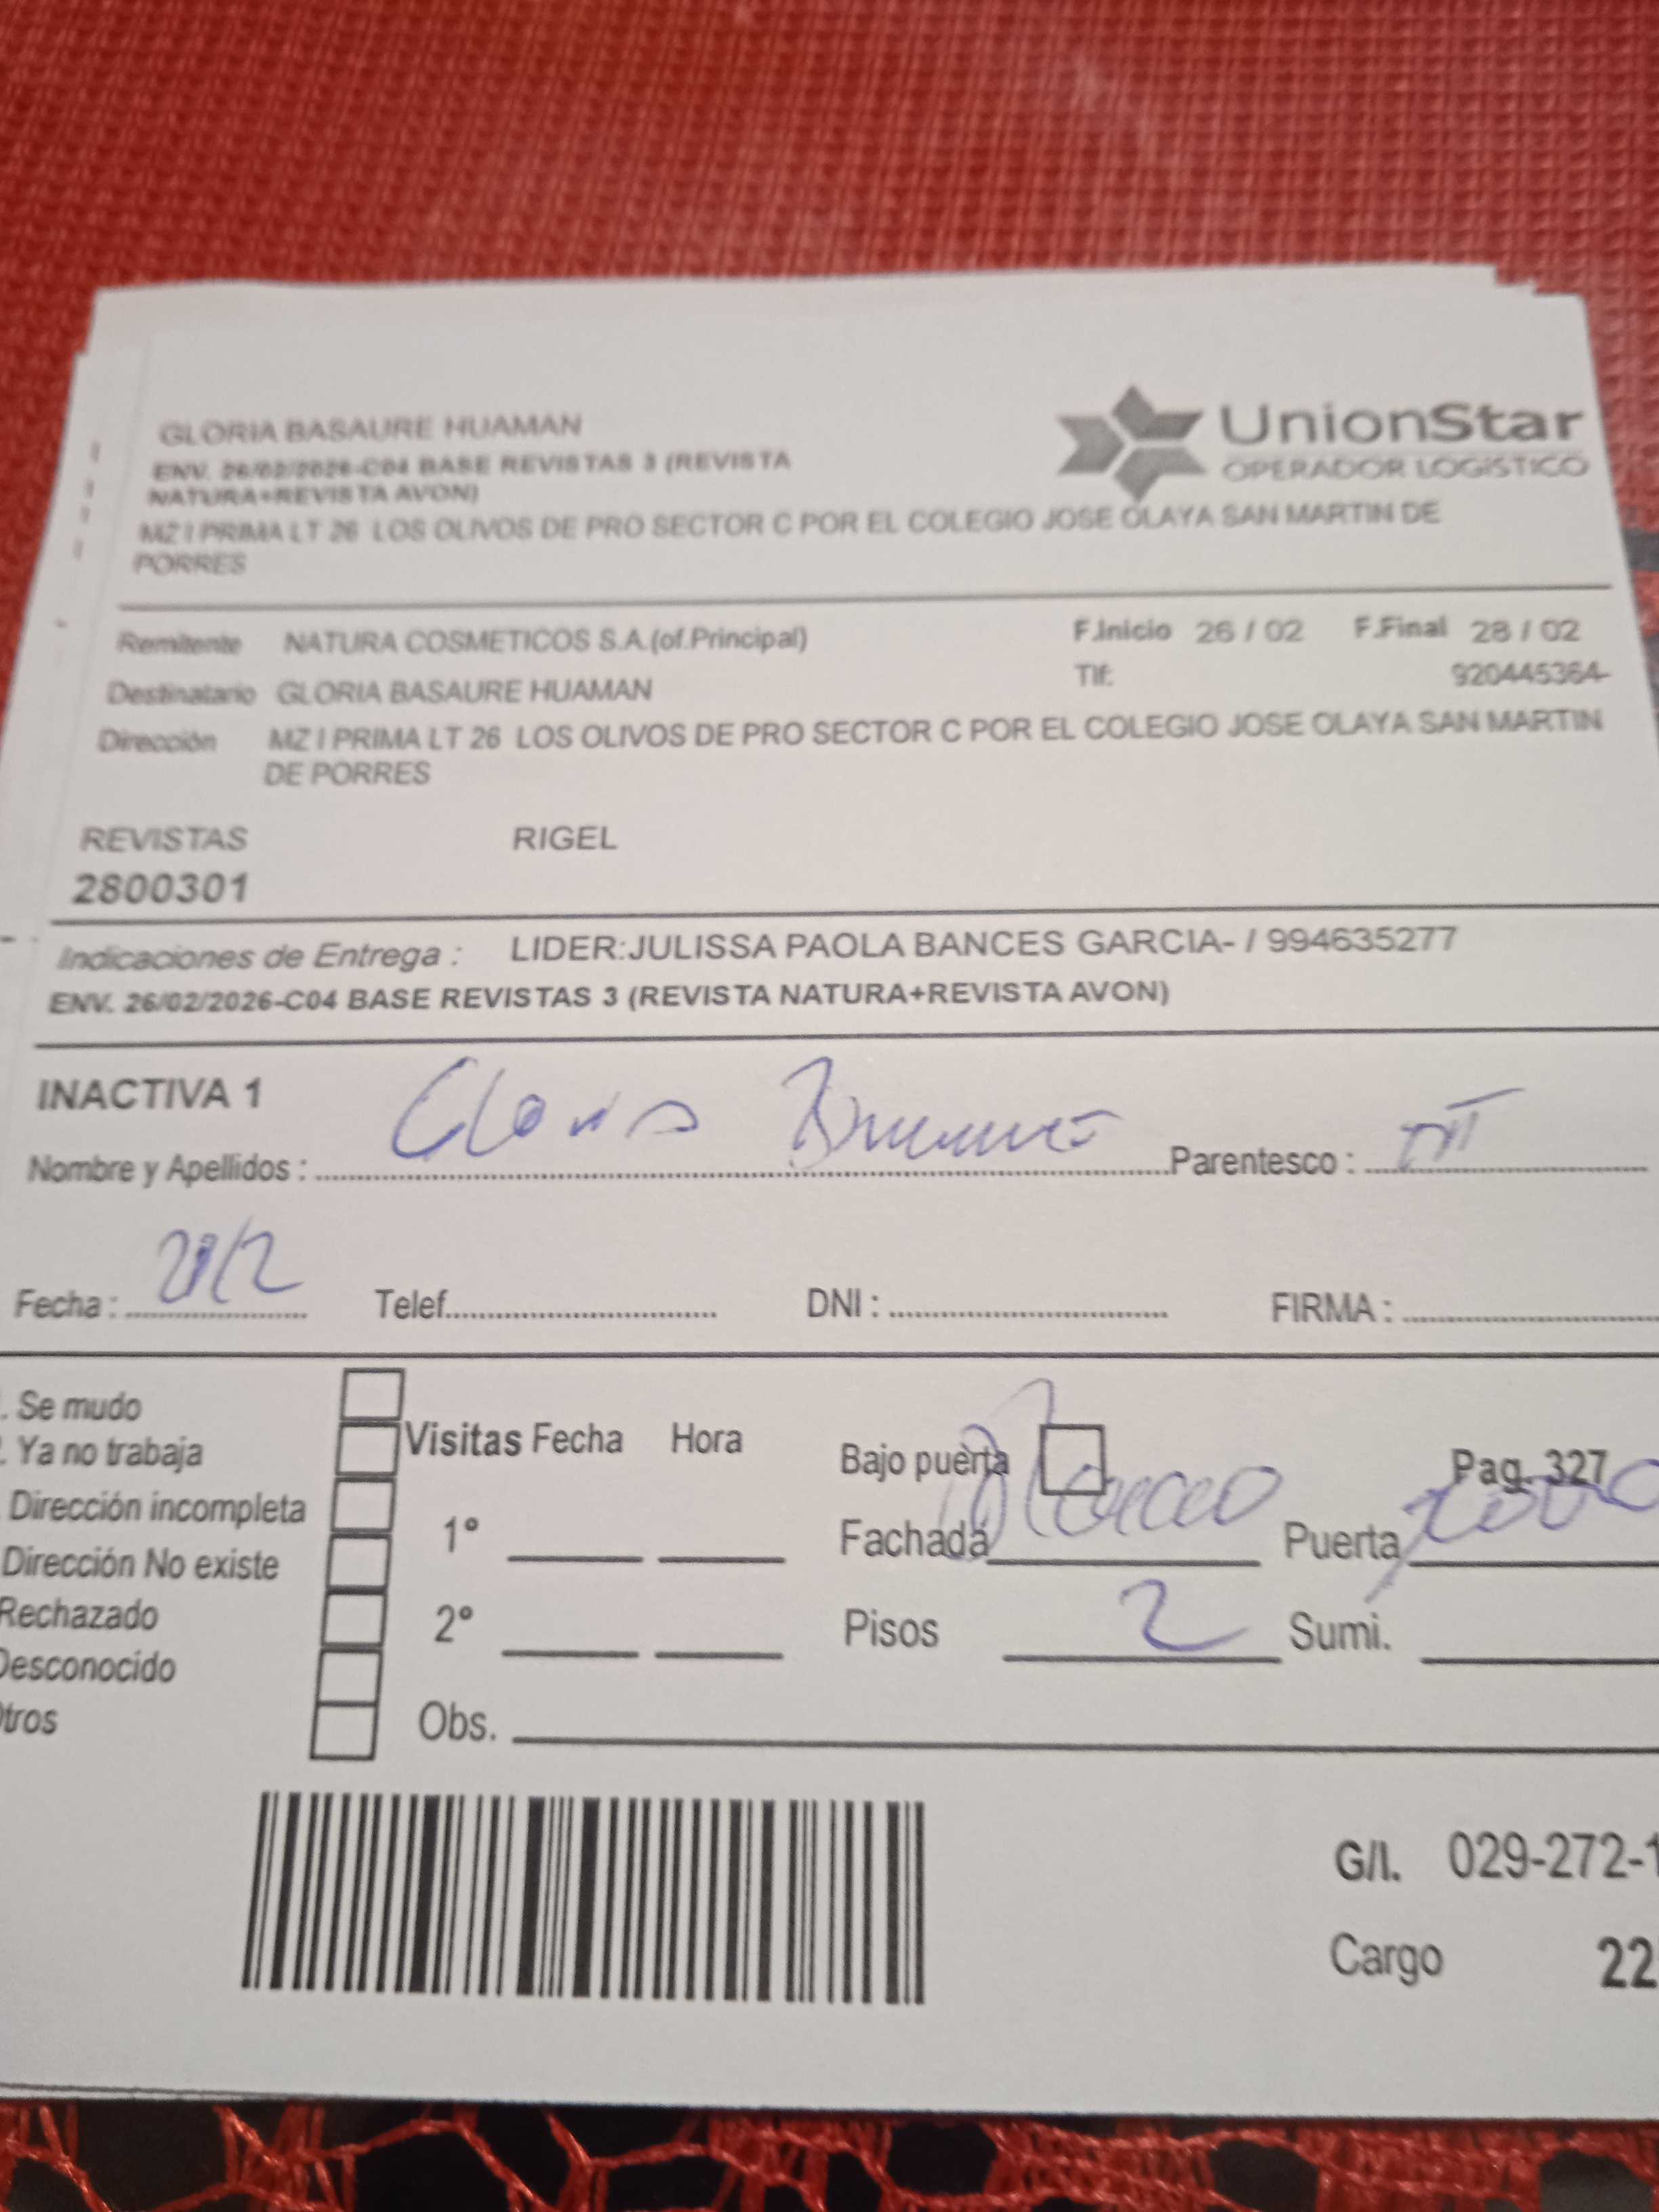 GLORIA BASAURE HUAMAN
ENV. 26/02/2026-C04 BASE REVISTAS 3 (REVISTA
NATURA+REVISTA AVON)
MZ I PRIMA LT 26 LOS OLIVOS DE PRO SECTOR C POR EL COLEGIO JOSE OLAYA SAN MARTIN DE
PORRES
UnionStar
OPERADOR LOGISTICO
Remitente NATURA COSMETICOS S.A.(of.Principal) F.Inicio 26 / 02 F.Final 28 / 02
Destinatario GLORIA BASAURE HUAMAN Tlf: 920445364-
Dirección MZ I PRIMA LT 26 LOS OLIVOS DE PRO SECTOR C POR EL COLEGIO JOSE OLAYA SAN MARTIN
DE PORRES
REVISTAS RIGEL
2800301
Indicaciones de Entrega : LIDER:JULISSA PAOLA BANCES GARCIA- / 994635277
ENV. 26/02/2026-C04 BASE REVISTAS 3 (REVISTA NATURA+REVISTA AVON)
INACTIVA 1
Nombre y Apellidos : Parentesco : TIT
Fecha : Telef. DNI : FIRMA :
. Se mudo
. Ya no trabaja
Dirección incompleta
Dirección No existe
Rechazado
Desconocido
Otros
Visitas Fecha Hora
1°
2°
Obs.
Bajo puerta Pag. 327
Fachada Puerta
Pisos 2 Sumi.
G/I. 029-272-1
Cargo 22